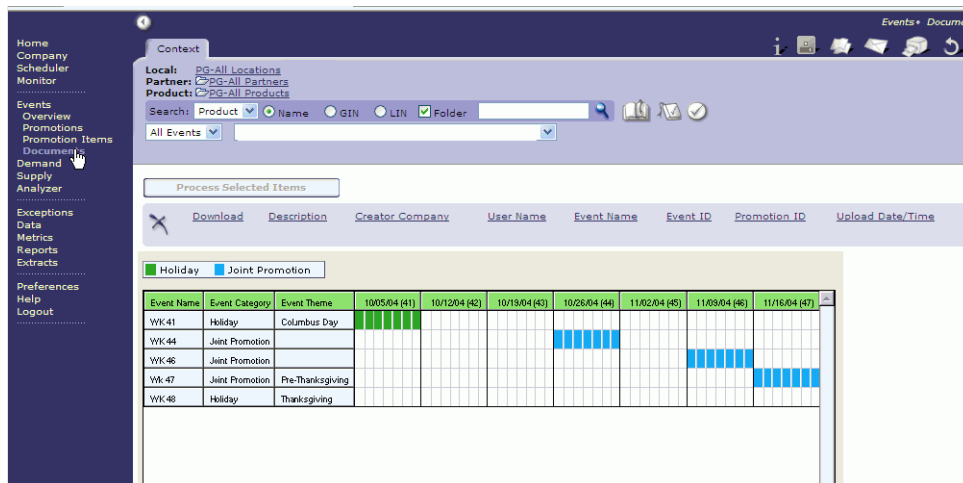 Events• Docume
Home
Company
Scheduler
Monitor
Events
Overview
Promotions
Promotion Items
Documents
Demand
Supply
Analyzer
Exceptions
Data
Metrics
Reports
Extracts
Preferences
Help
Logout
Context
Local: PG-All Locations
Partner: PG-All Partners
Product: PG-All Products
Search: Product Name GIN LIN Folder
All Events
Process Selected Items
Download Description Creator Company User Name Event Name Event ID Promotion ID Upload Date/Time
Holiday Joint Promotion
Event Name Event Category Event Theme 10/05/04 (41) 10/12/04 (42) 10/19/04 (43) 10/26/04 (44) 11/02/04 (45) 11/09/04 (46) 11/16/04 (47)
WK41 Holiday Columbus Day
WK44 Joint Promotion
WK46 Joint Promotion
Wk 47 Joint Promotion Pre-Thanksgiving
WK48 Holiday Thanksgiving